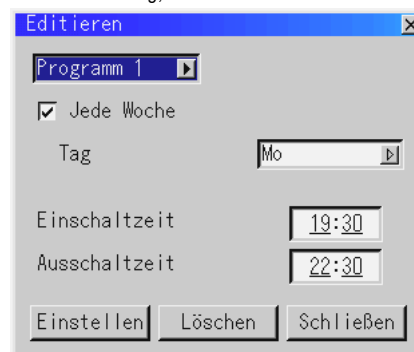 Editieren
Programm 1
Jede Woche
Tag Mo
Einschaltzeit 19:30
Ausschaltzeit 22:30
Einstellen Löschen Schließen